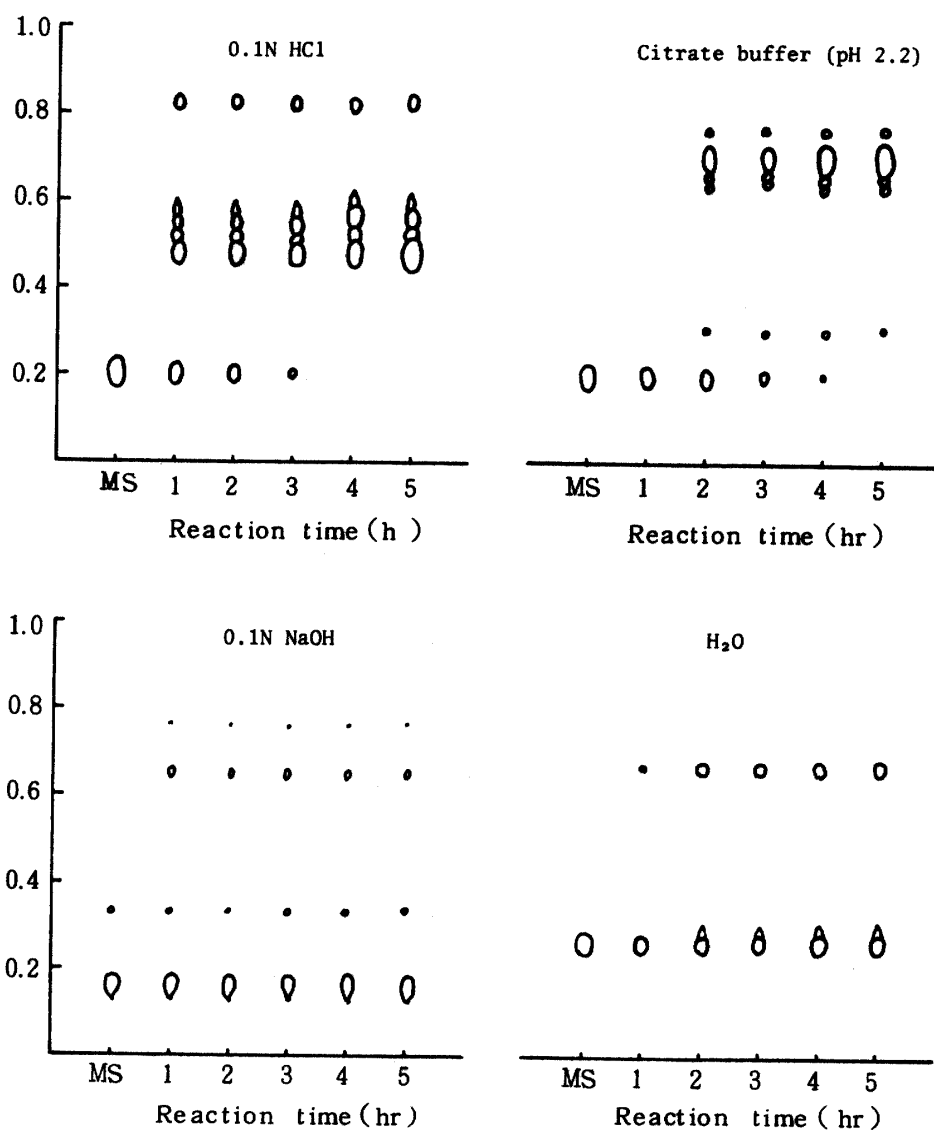 1.0
0.8
0.6
0.4
0.2
0.1N HCl
MS 1 2 3 4 5
Reaction time (h )
Citrate buffer (pH 2.2)
MS 1 2 3 4 5
Reaction time (hr)
1.0
0.8
0.6
0.4
0.2
0.1N NaOH
MS 1 2 3 4 5
Reaction time (hr)
H₂O
MS 1 2 3 4 5
Reaction time (hr)